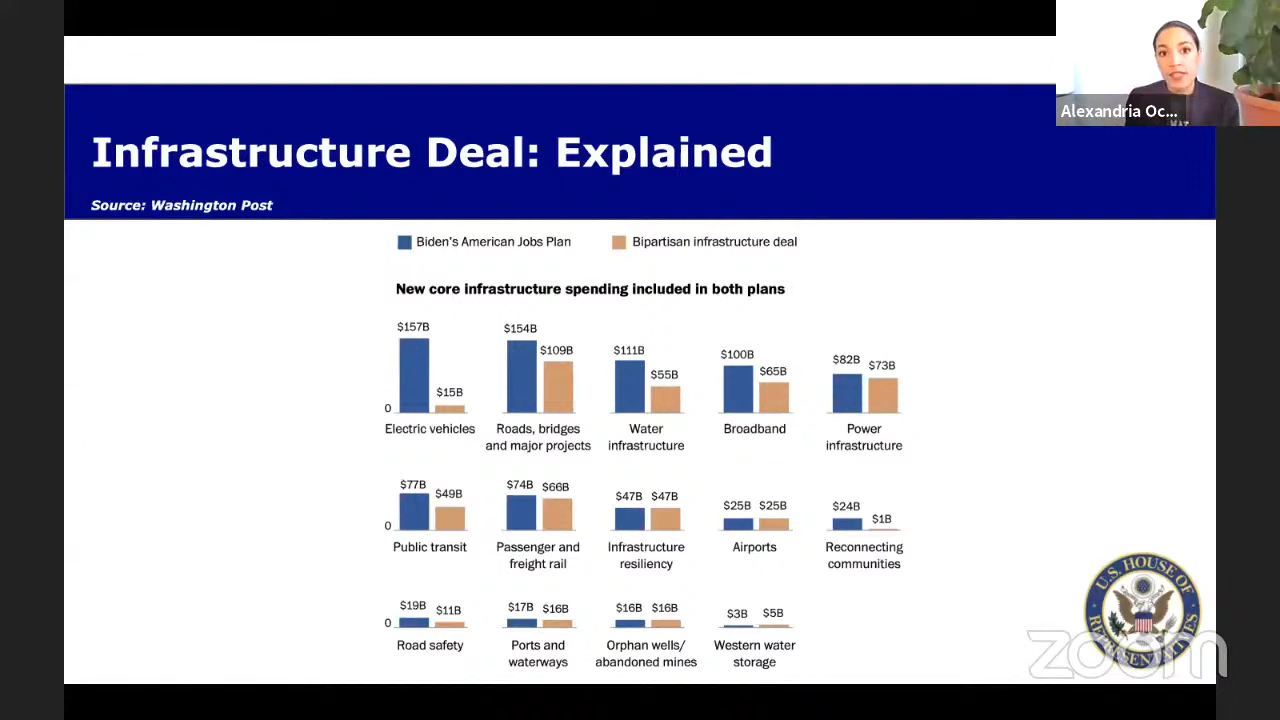 Alexandria Oc...
Infrastructure Deal: Explained
Source: Washington Post
Biden's American Jobs Plan
Bipartisan infrastructure deal
New core infrastructure spending included in both plans
$157B
$15B
$154B
$109B
$111B
$55B
$100B
$65B
$82B
$73B
0
Electric vehicles
Roads, bridges
and major projects
Water
infrastructure
Broadband
Power
infrastructure
$77B
$49B
$74B
$66B
$47B
$47B
$25B
$25B
$24B
$1B
0
Public transit
Passenger and
freight rail
Infrastructure
resiliency
Airports
Reconnecting
communities
$19B
$11B
$17B
$16B
$16B
$16B
$3B
$5B
0
Road safety
Ports and
waterways
Orphan wells/
abandoned mines
Western water
storage
U.S. HOUSE OF
REPRESENTATIVES
zoom